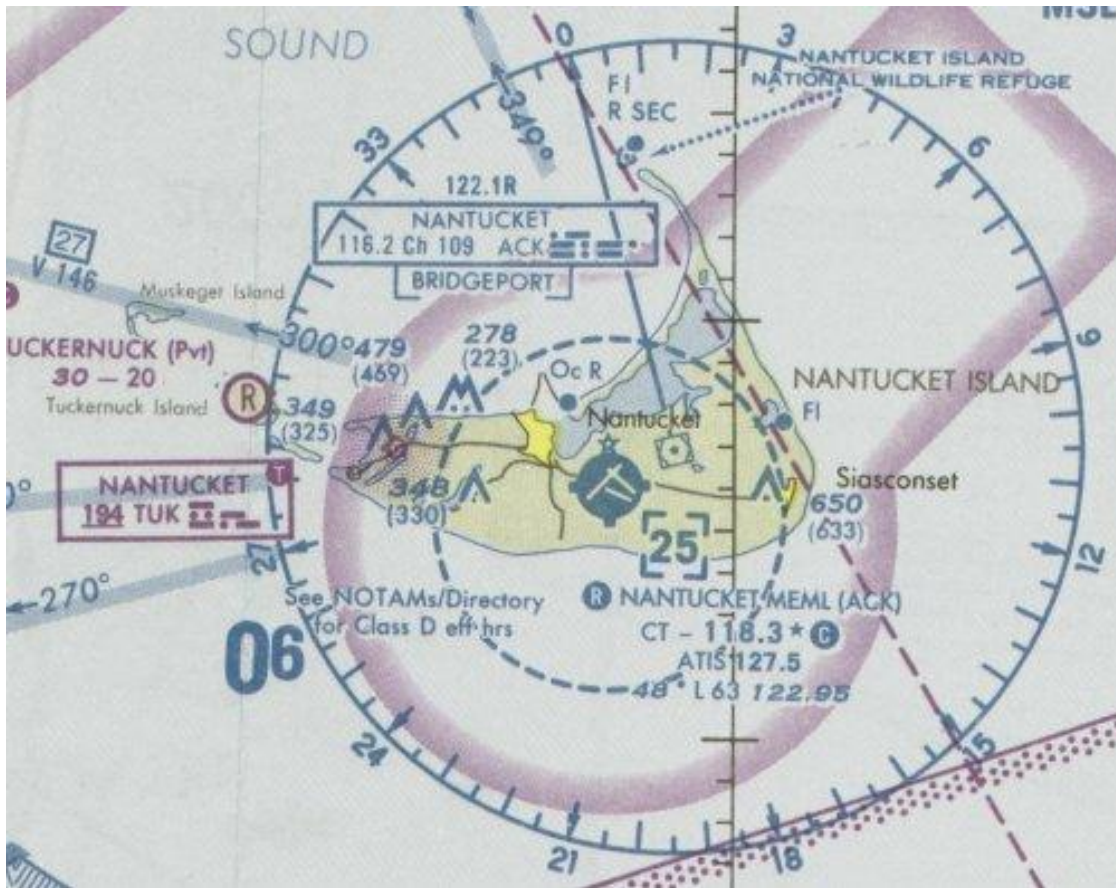 MSL
SOUND
0
3
NANTUCKET ISLAND
NATIONAL WILDLIFE REFUGE
Fl
R SEC
349°
33
6
122.1R
NANTUCKET
116.2 Ch 109 ACK
BRIDGEPORT
27
V 146
Muskeger Island
300°
479
(469)
278
(223)
UCKERNUCK (Pvt)
30 – 20
Tuckernuck Island
R
349
(325)
Oc R
Nantucket
NANTUCKET ISLAND
Fl
9
NANTUCKET
194 TUK
T
0°
348
(330)
Siasconset
650
(633)
25
27
270°
12
See NOTAMs/Directory
for Class D eff hrs
R NANTUCKET MEML (ACK)
CT – 118.3 * C
ATIS 127.5
48 * L 63 122.95
06
24
15
21
18